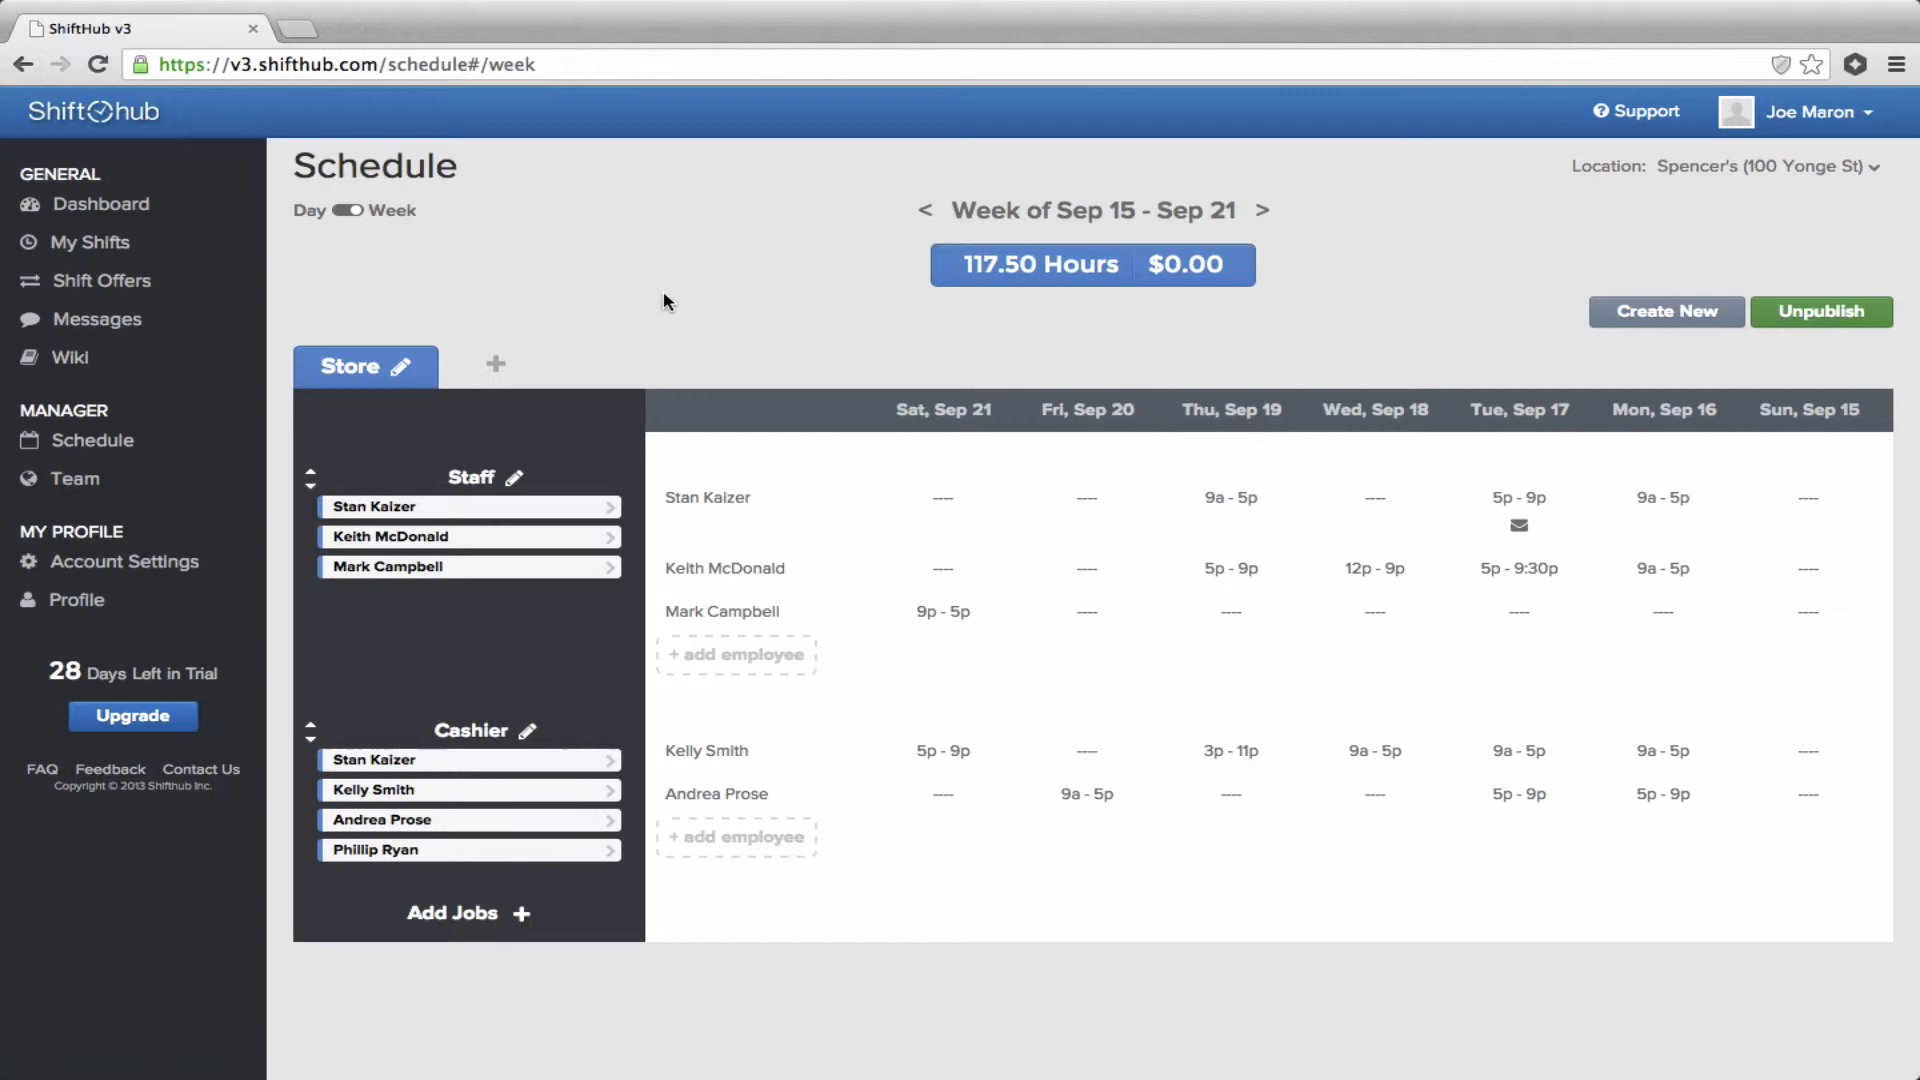 ShiftHub v3
https://v3.shifthub.com/schedule#/week
Shift hub
Support
Joe Maron
GENERAL
Dashboard
My Shifts
Shift Offers
Messages
Wiki
MANAGER
Schedule
Team
MY PROFILE
Account Settings
Profile
28 Days Left in Trial
Upgrade
FAQ Feedback Contact Us
Copyright © 2013 Shifthub Inc.
Schedule
Location: Spencer's (100 Yonge St)
Day Week
< Week of Sep 15 - Sep 21 >
117.50 Hours $0.00
Create New Unpublish
Store +
Sat, Sep 21 Fri, Sep 20 Thu, Sep 19 Wed, Sep 18 Tue, Sep 17 Mon, Sep 16 Sun, Sep 15
Staff
Stan Kaizer
Keith McDonald
Mark Campbell
Stan Kaizer ---- ---- 9a - 5p ---- 5p - 9p 9a - 5p ----
Keith McDonald ---- ---- 5p - 9p 12p - 9p 5p - 9:30p 9a - 5p ----
Mark Campbell 9p - 5p ---- ---- ---- ---- ---- ----
+ add employee
Cashier
Stan Kaizer
Kelly Smith
Andrea Prose
Phillip Ryan
Kelly Smith 5p - 9p ---- 3p - 11p 9a - 5p 9a - 5p 9a - 5p ----
Andrea Prose ---- 9a - 5p ---- ---- 5p - 9p 5p - 9p ----
+ add employee
Add Jobs +